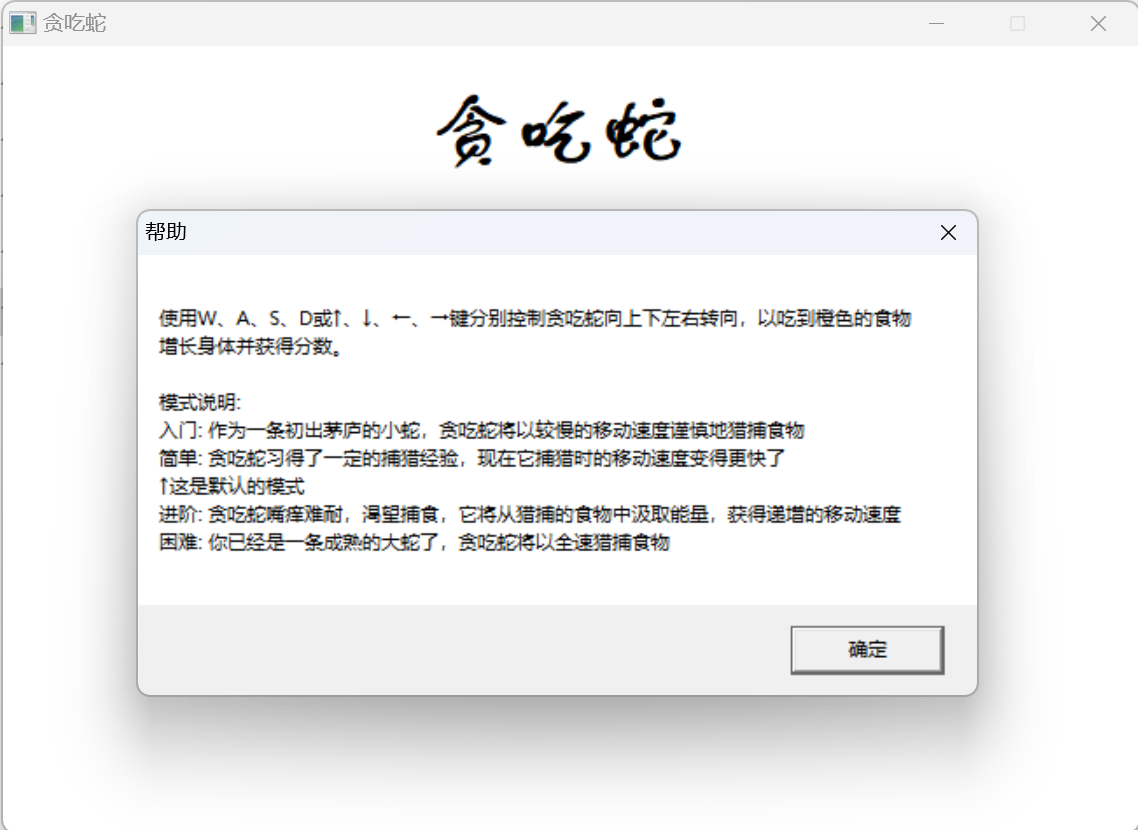 贪吃蛇
贪吃蛇
帮助
使用W、A、S、D或↑、↓、←、→键分别控制贪吃蛇向上下左右转向，以吃到橙色的食物
增长身体并获得分数。
模式说明:
入门: 作为一条初出茅庐的小蛇，贪吃蛇将以较慢的移动速度谨慎地猎捕食物
简单: 贪吃蛇习得了一定的捕猎经验，现在它捕猎时的移动速度变得更快了
↑这是默认的模式
进阶: 贪吃蛇嘴痒难耐，渴望捕食，它将从猎捕的食物中汲取能量，获得递增的移动速度
困难: 你已经是一条成熟的大蛇了，贪吃蛇将以全速猎捕食物
确定